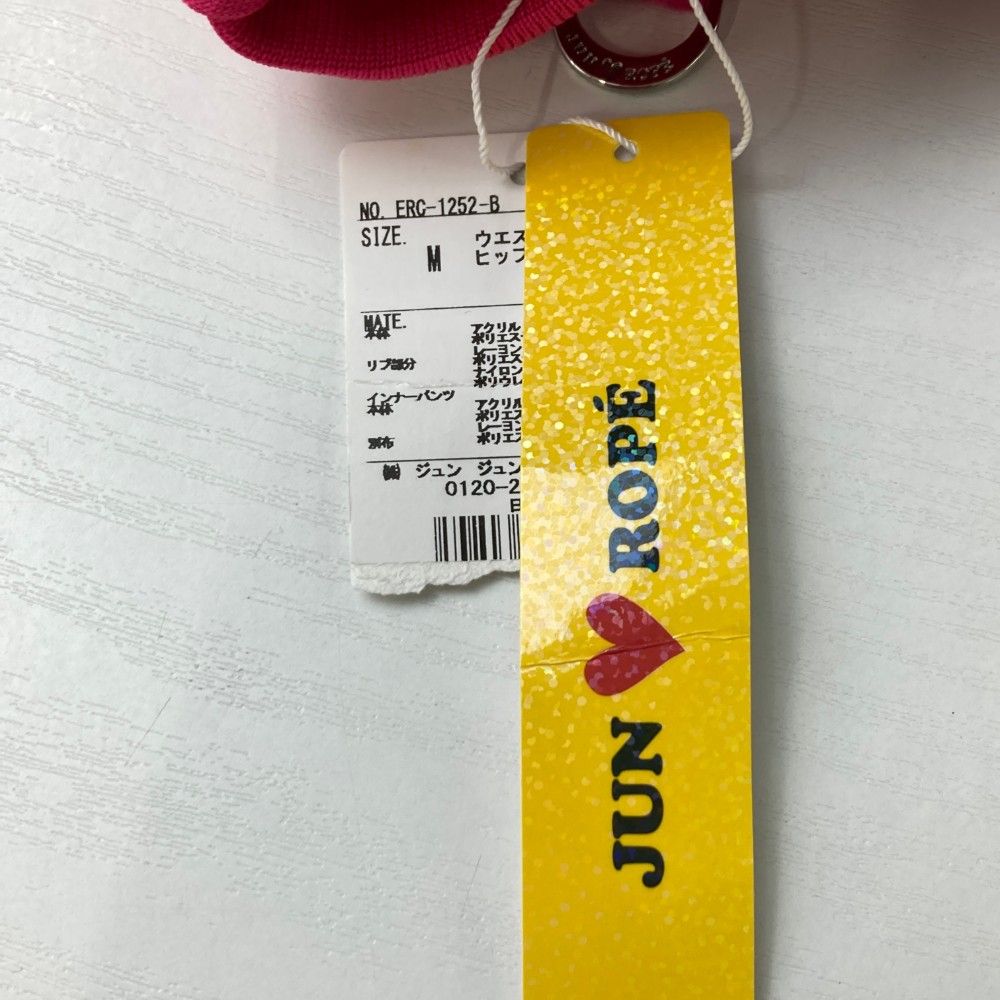 NO. ERC-1252-B
SIZE.
M
ウエス
ヒップ
MATE.
本体
アクリル
ポリエス
レーヨン
リブ部分
ポリエス
ナイロン
ポリウレ
インナーパンツ
本体
アクリル
ポリエ
レーヨ
別布
ポリエス
㈱ ジュン ジュン
0120-2
JUN ♥ ROPÉ